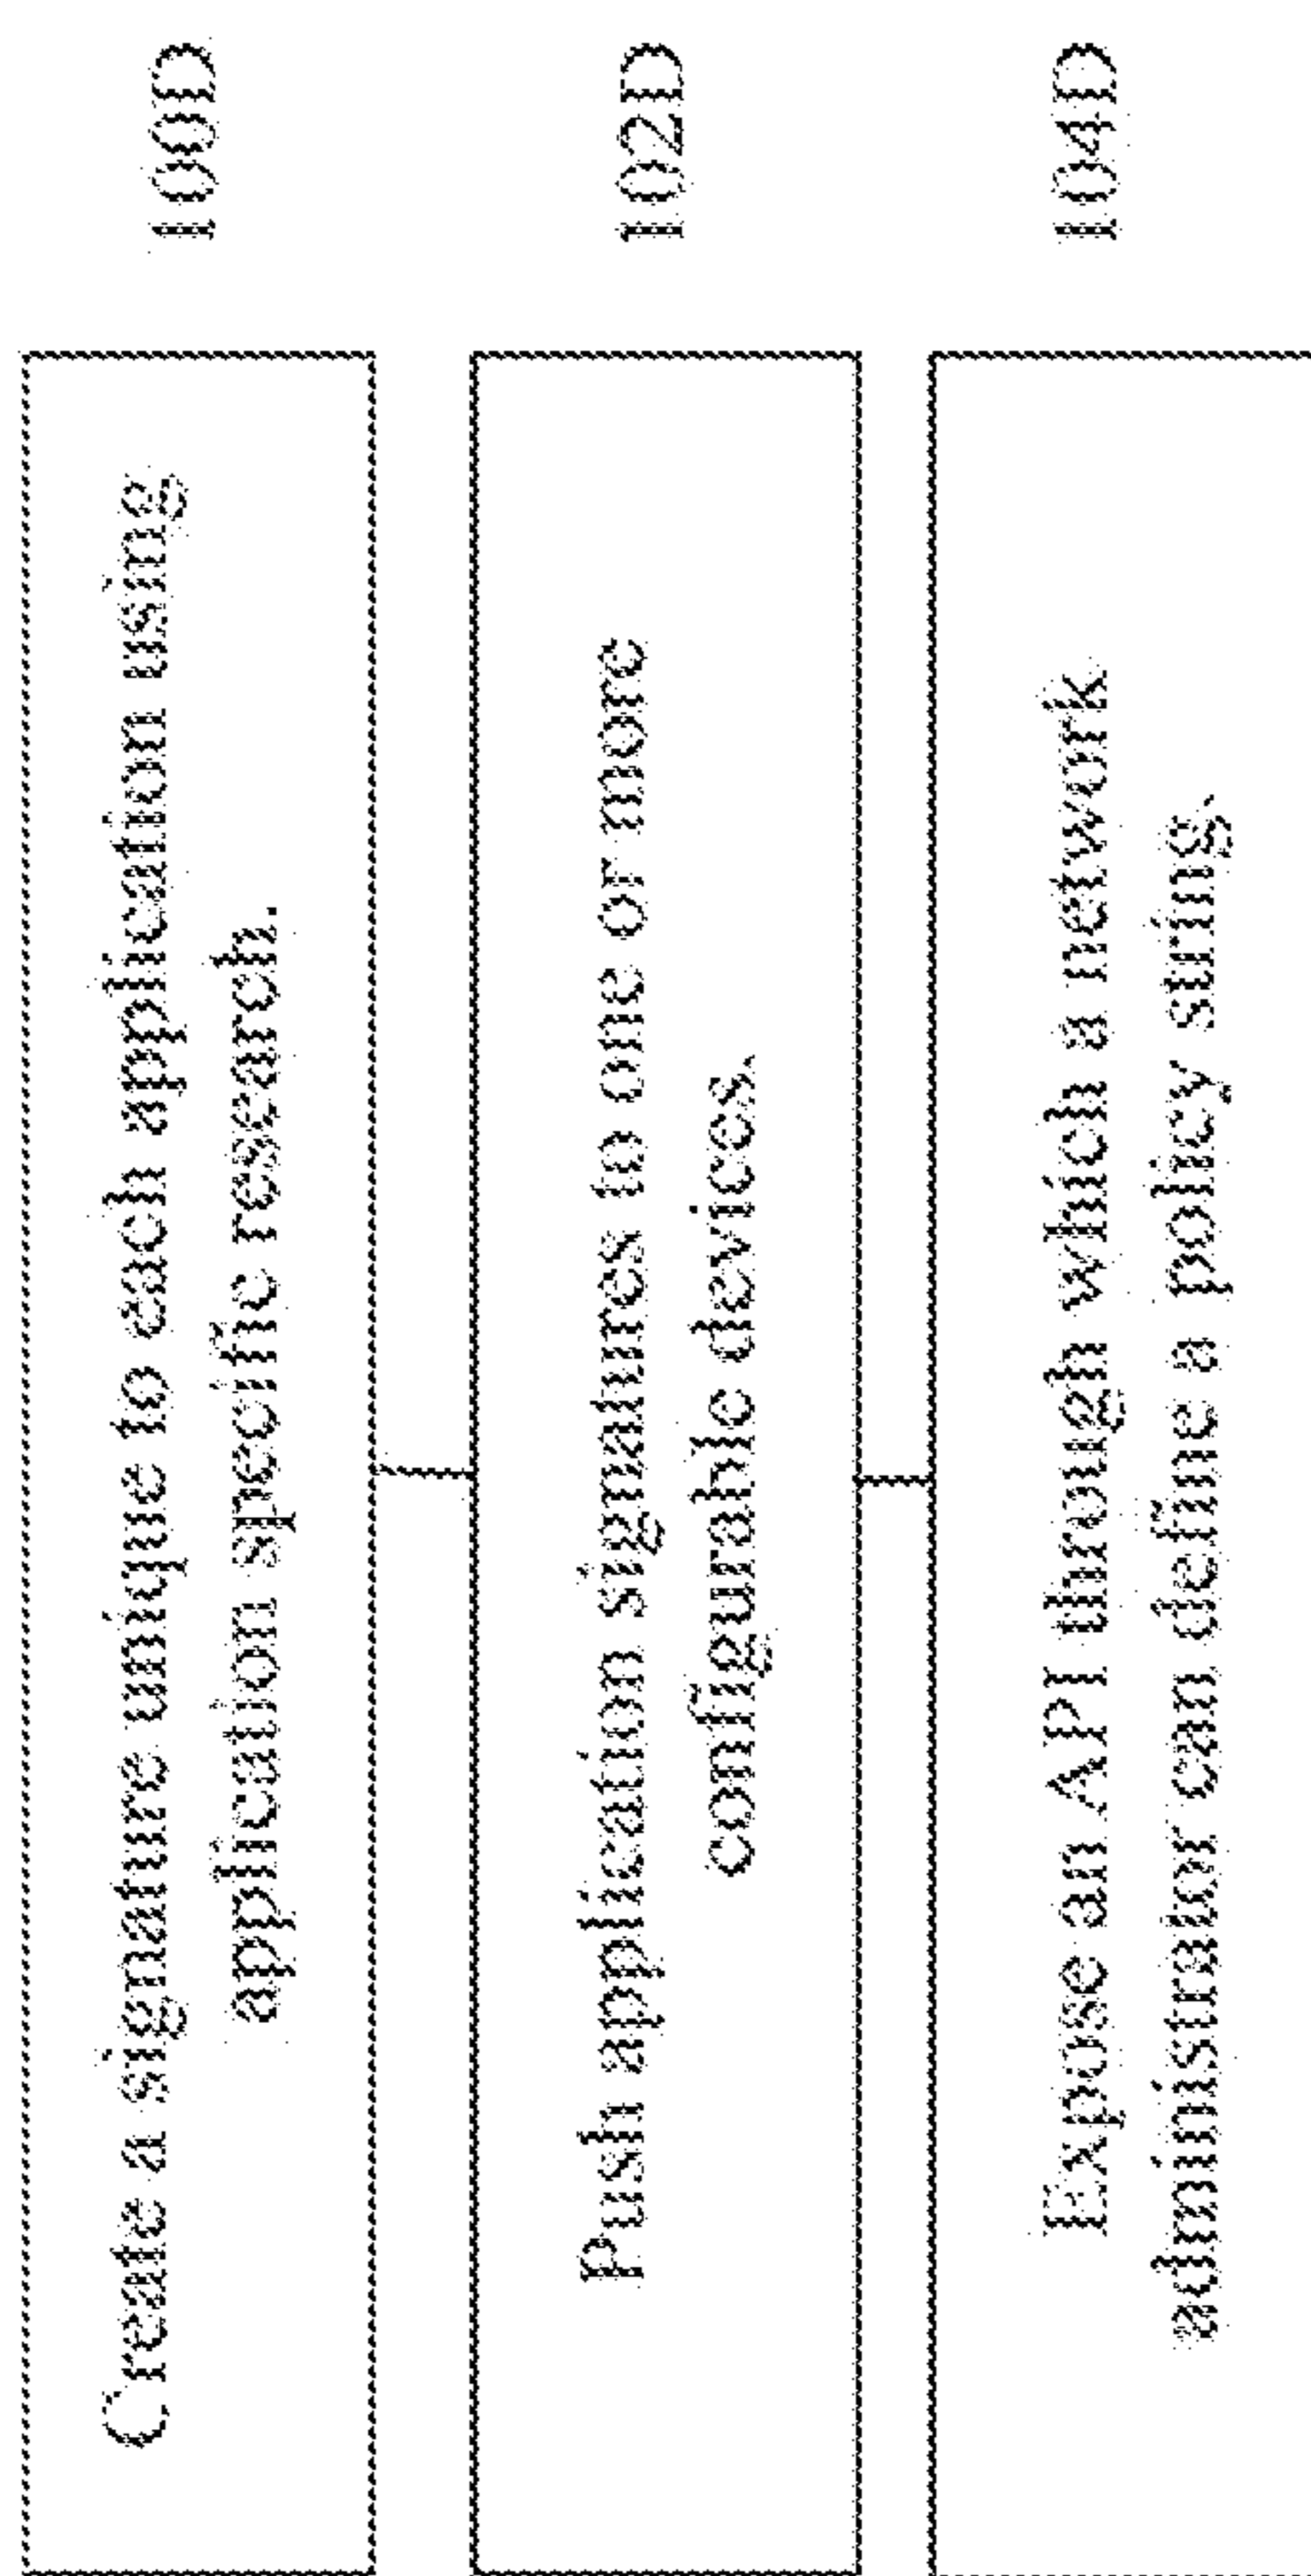 Create a signature unique to each application using
application specific research.
100D
Push application signatures to one or more
configurable devices.
102D
Expose an API through which a network
administrator can define a policy string.
104D